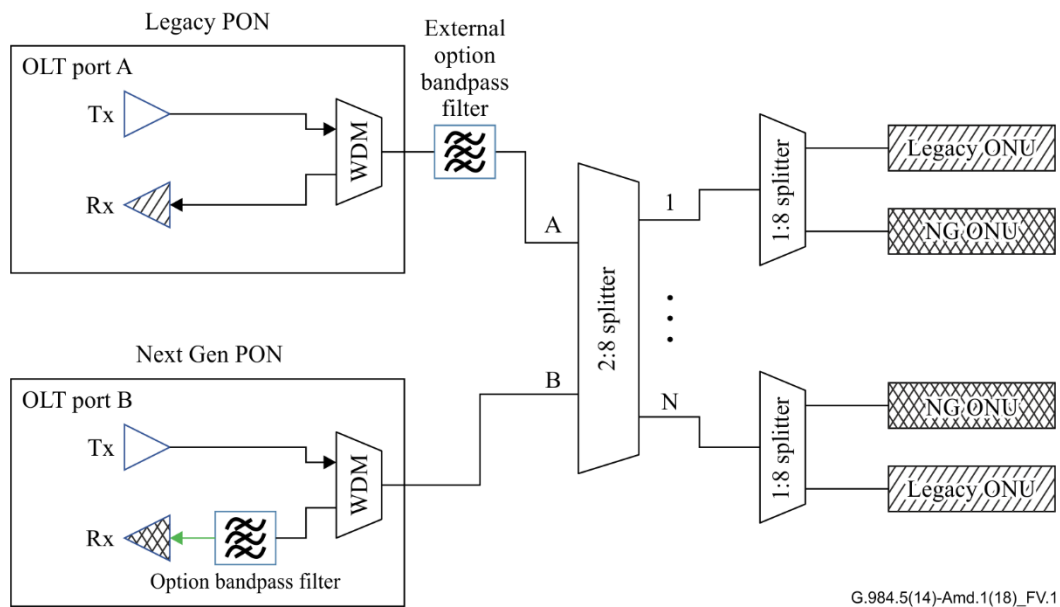 Legacy PON
OLT port A
Tx
WDM
Rx
External
option
bandpass
filter
A
B
2:8 splitter
1
N
1:8 splitter
Legacy ONU
NG ONU
1:8 splitter
NG ONU
Legacy ONU
Next Gen PON
OLT port B
Tx
WDM
Rx
Option bandpass filter
G.984.5(14)-Amd.1(18)_FV.1